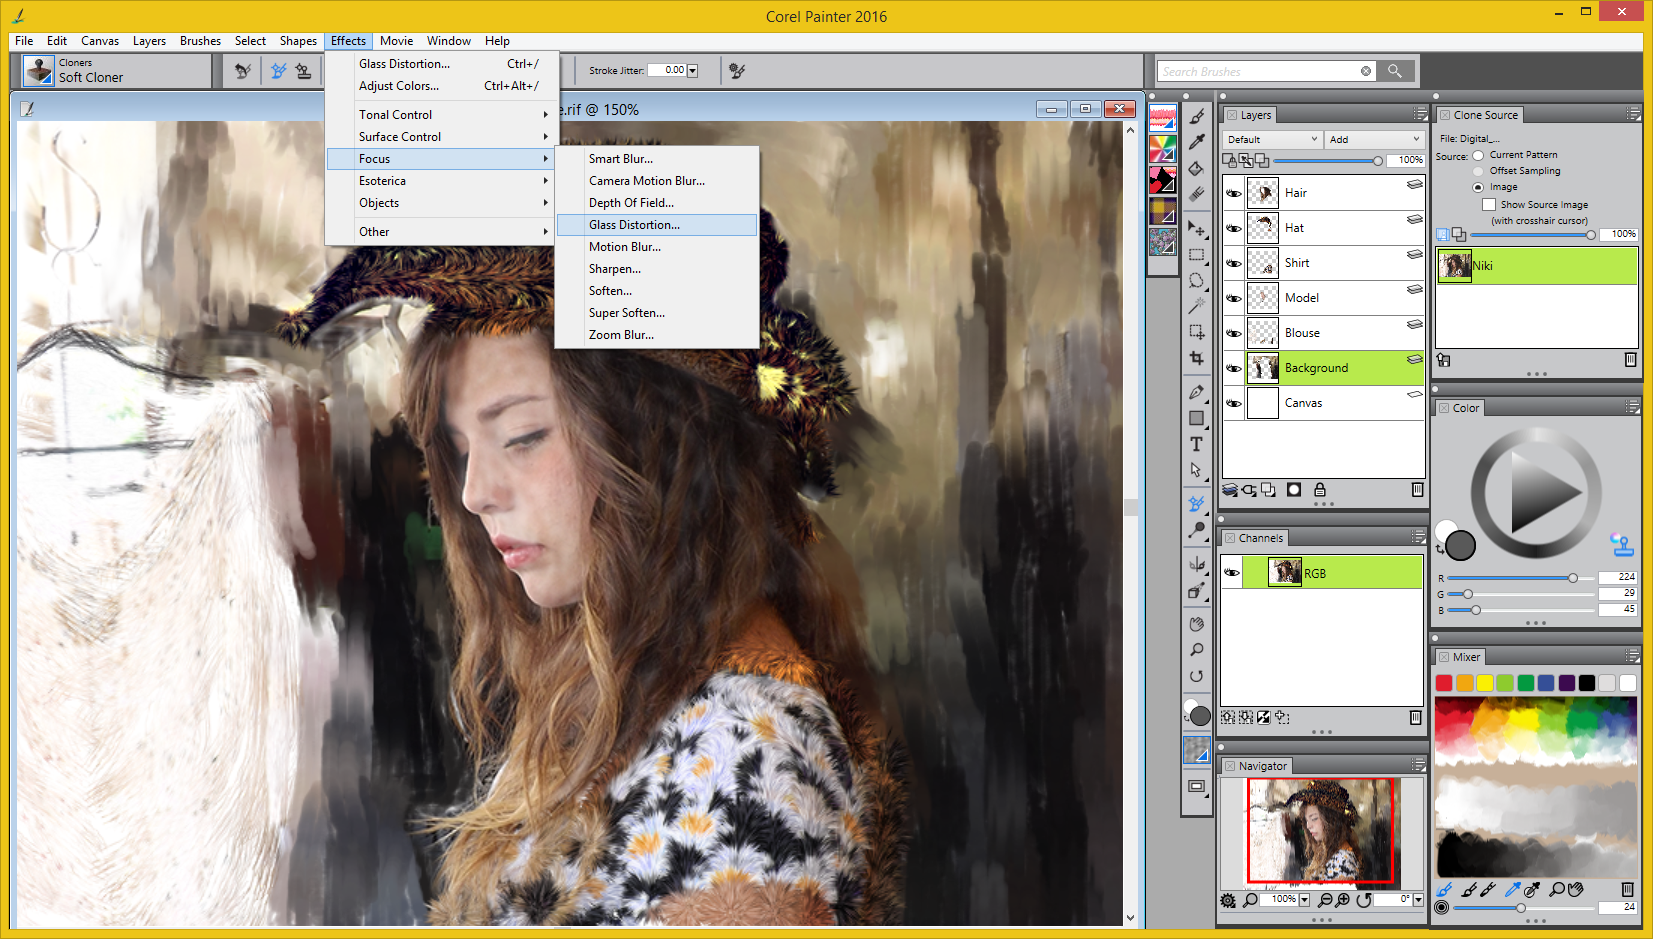 Corel Painter 2016
File Edit Canvas Layers Brushes Select Shapes Effects Movie Window Help
Cloners
Soft Cloner
Stroke Jitter: 0.00
Search Brushes
e.rif @ 150%
Glass Distortion... Ctrl+/
Adjust Colors... Ctrl+Alt+/
Tonal Control
Surface Control
Focus
Esoterica
Objects
Other
Smart Blur...
Camera Motion Blur...
Depth Of Field...
Glass Distortion...
Motion Blur...
Sharpen...
Soften...
Super Soften...
Zoom Blur...
T
Layers
Default Add
100%
Hair
Hat
Shirt
Model
Blouse
Background
Canvas
Channels
RGB
Navigator
100% 0°
Clone Source
File: Digital_...
Source: Current Pattern
Offset Sampling
Image
Show Source Image
(with crosshair cursor)
100%
Niki
Color
R 224
G 29
B 45
Mixer
24